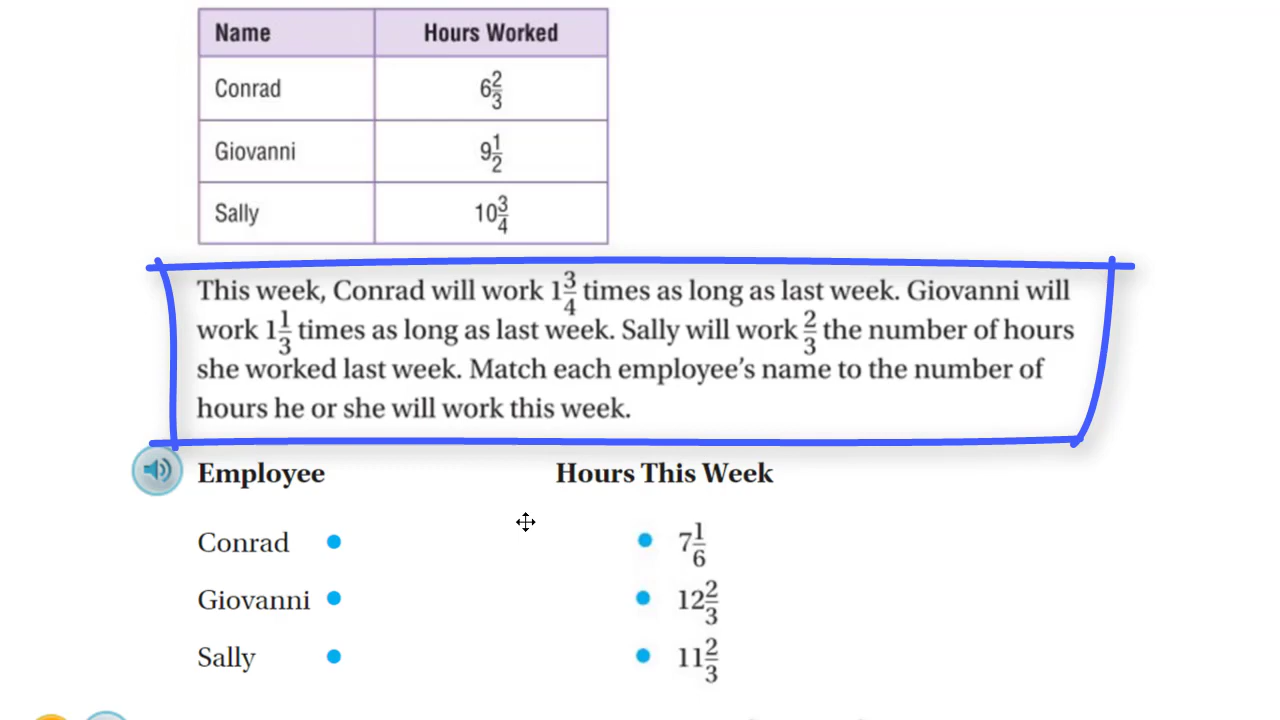 Name Hours Worked
Conrad 6 2/3
Giovanni 9 1/2
Sally 10 3/4
This week, Conrad will work 1 3/4 times as long as last week. Giovanni will
work 1 1/3 times as long as last week. Sally will work 2/3 the number of hours
she worked last week. Match each employee's name to the number of
hours he or she will work this week.
Employee Hours This Week
Conrad 7 1/6
Giovanni 12 2/3
Sally 11 2/3